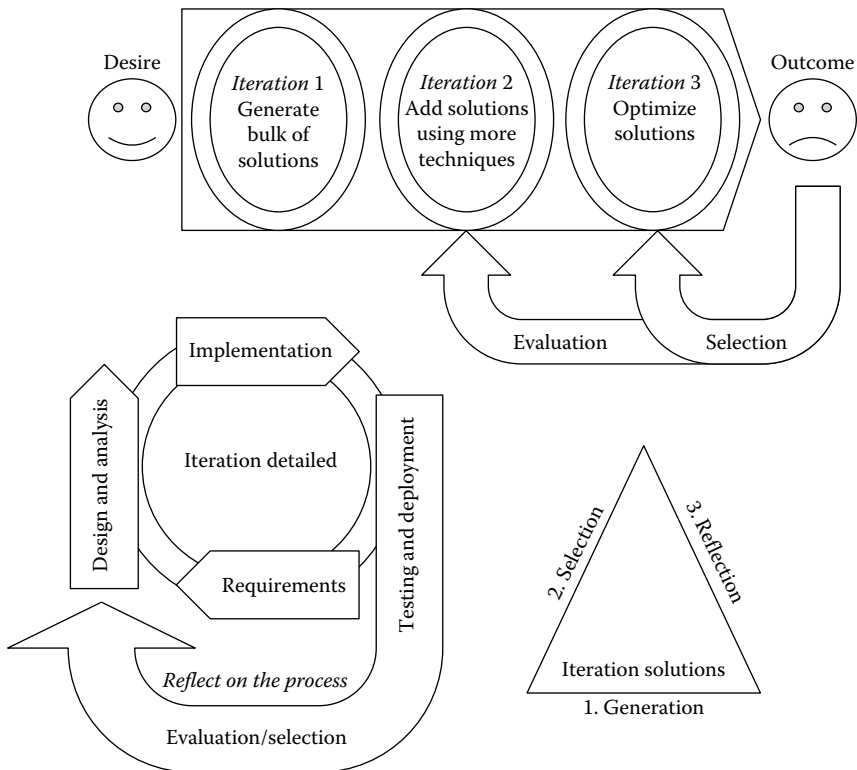 Desire
Iteration 1
Generate
bulk of
solutions
Iteration 2
Add solutions
using more
techniques
Iteration 3
Optimize
solutions
Outcome
Evaluation
Selection
Implementation
Design and analysis
Iteration detailed
Testing and deployment
Requirements
Reflect on the process
Evaluation/selection
2. Selection
3. Reflection
Iteration solutions
1. Generation